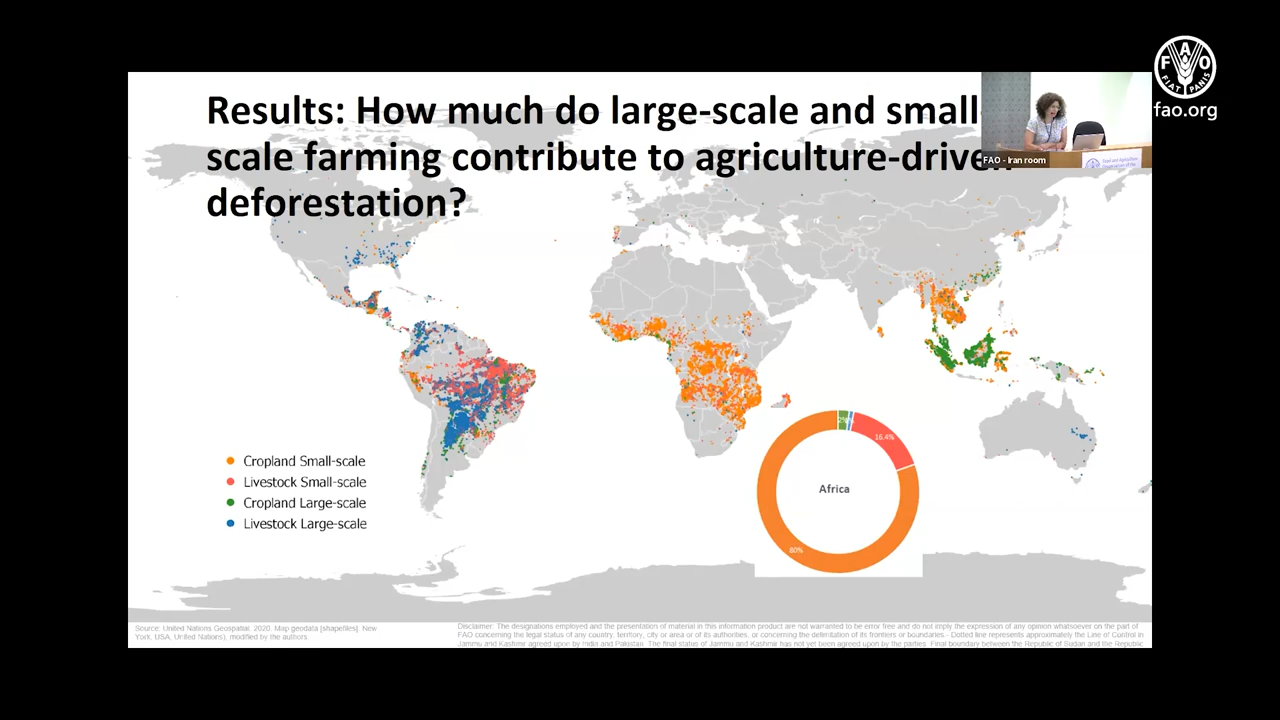 Results: How much do large-scale and small
scale farming contribute to agriculture-driven
deforestation?
FAO
FIAT PANIS
fao.org
FAO - Iran room
Cropland Small-scale
Livestock Small-scale
Cropland Large-scale
Livestock Large-scale
16.4%
Africa
80%
Source: United Nations Geospatial. 2020. Map geodata [shapefiles]. New
York, USA, United Nations), modified by the authors
Disclaimer: The designations employed and the presentation of material in this information product are not warranted to be error free and do not imply the expression of any opinion whatsoever on the part of
FAO concerning the legal status of any country, territory, city or area or of its authorities, or concerning the delimitation of its frontiers or boundaries - Dotted line represents approximately the Line of Control in
Jammu and Kashmir agreed upon by India and Pakistan. The final status of Jammu and Kashmir has not yet been agreed upon by the parties. Final boundary between the Republic of Sudan and the Republic